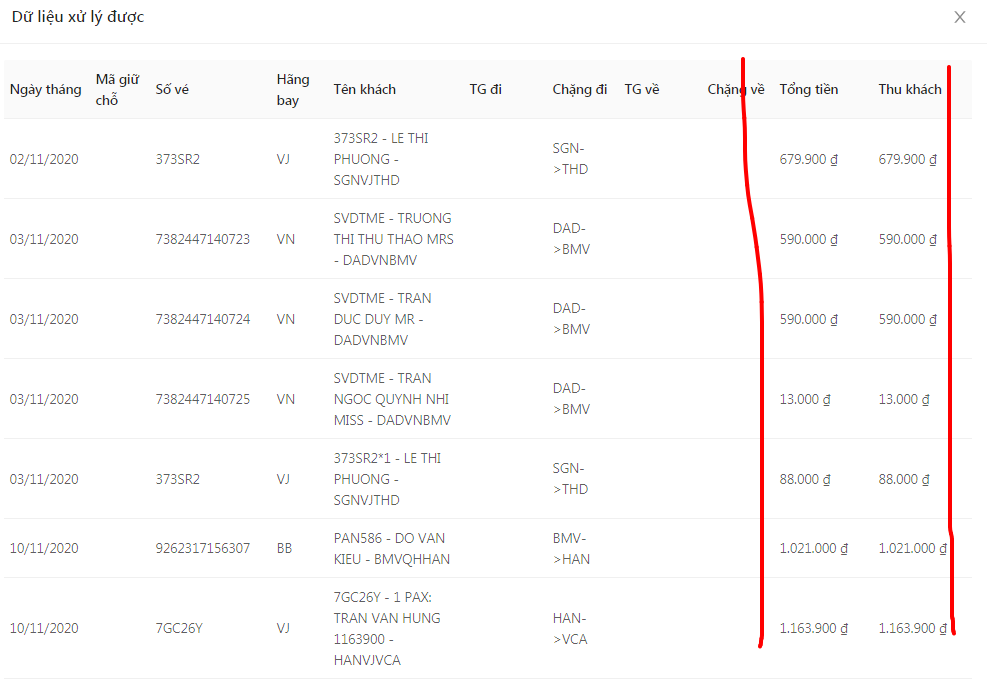 Dữ liệu xử lý được
Ngày tháng Mã giữ chỗ Số vé Hãng bay Tên khách TG đi Chặng đi TG về Chặng về Tổng tiền Thu khách
02/11/2020 373SR2 VJ 373SR2 - LE THI PHUONG - SGNVJTHD SGN->THD 679.900 ₫ 679.900 ₫
03/11/2020 7382447140723 VN SVDTME - TRUONG THI THU THAO MRS - DADVNBMV DAD->BMV 590.000 ₫ 590.000 ₫
03/11/2020 7382447140724 VN SVDTME - TRAN DUC DUY MR - DADVNBMV DAD->BMV 590.000 ₫ 590.000 ₫
03/11/2020 7382447140725 VN SVDTME - TRAN NGOC QUYNH NHI MISS - DADVNBMV DAD->BMV 13.000 ₫ 13.000 ₫
03/11/2020 373SR2 VJ 373SR2*1 - LE THI PHUONG - SGNVJTHD SGN->THD 88.000 ₫ 88.000 ₫
10/11/2020 9262317156307 BB PAN586 - DO VAN KIEU - BMVQHHAN BMV->HAN 1.021.000 ₫ 1.021.000 ₫
10/11/2020 7GC26Y VJ 7GC26Y - 1 PAX: TRAN VAN HUNG 1163900 - HANVJVCA HAN->VCA 1.163.900 ₫ 1.163.900 ₫